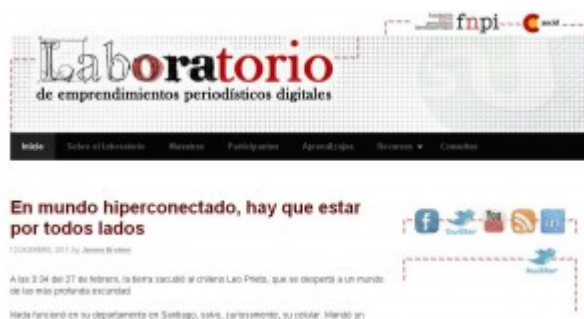 fnpi
Laboratorio
de emprendimientos periodísticos digitales
Inicio Sobre el laboratorio Maestros Participantes Aprendizajes Recursos Consultas
En mundo hiperconectado, hay que estar
por todos lados
A las 3:34 del 27 de febrero, la tierra sacudió al chileno Leo Prieto, que se despertó a un mundo
de las más profunda oscuridad.
Nada funcionó en su departamento en Santiago, salvo, curiosamente, su celular. Mandó un